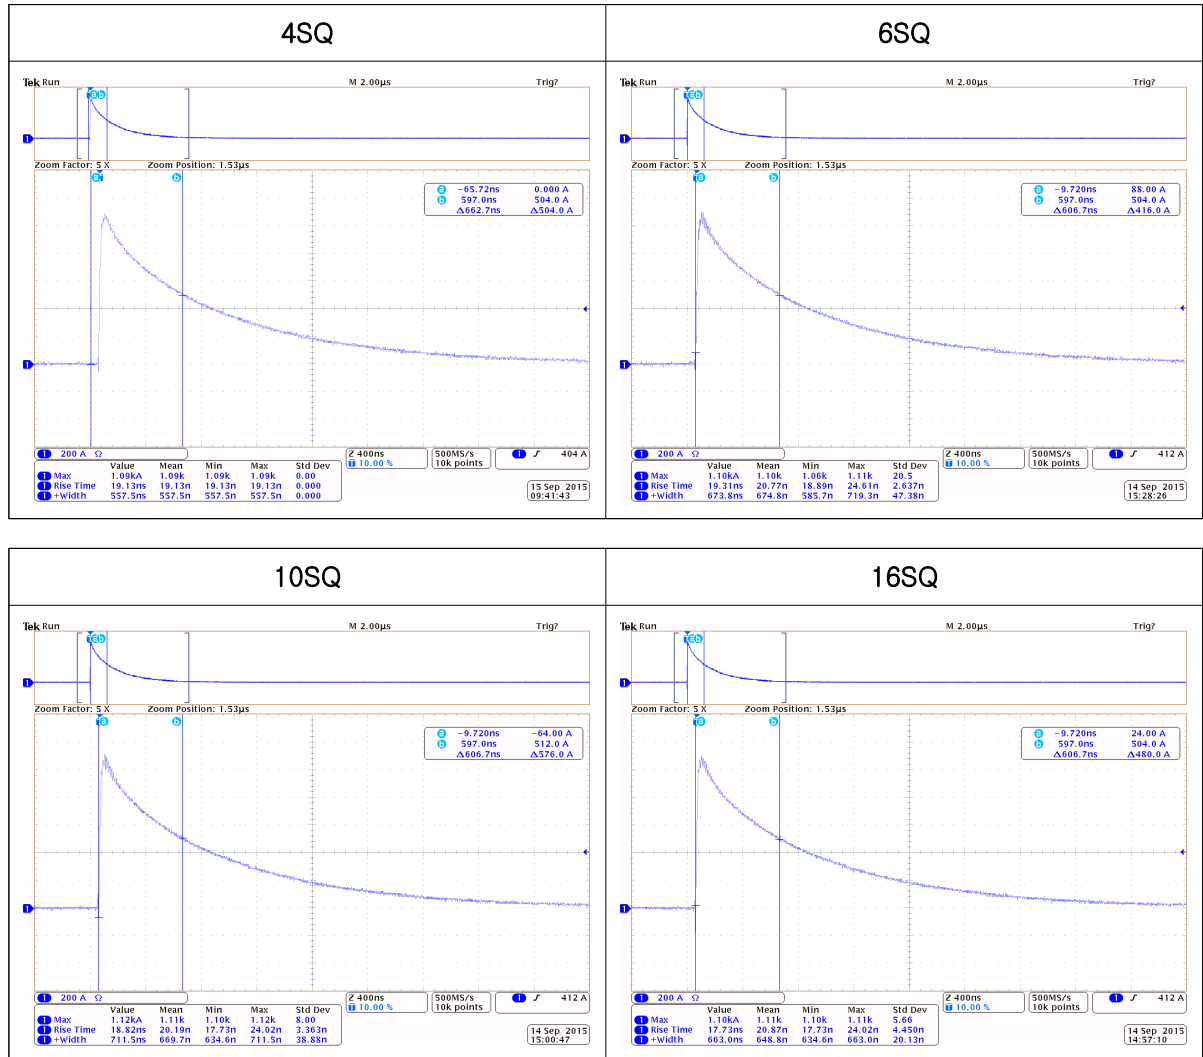 4SQ
6SQ
Tek Run M 2.00µs Trig?
a b
1
Zoom Factor: 5 X Zoom Position: 1.53µs
a b
a -65.72ns 0.000 A
b 597.0ns 504.0 A
Δ662.7ns Δ504.0 A
1
1 200 A Ω Z 400ns 500MS/s 1 404 A
T 10.00 % 10k points
Value Mean Min Max Std Dev
1 Max 1.09kA 1.09k 1.09k 1.09k 0.00
1 Rise Time 19.13ns 19.13n 19.13n 19.13n 0.000
1 +Width 557.5ns 557.5n 557.5n 557.5n 0.000
15 Sep 2015
09:41:43
Tek Run M 2.00µs Trig?
a b
1
Zoom Factor: 5 X Zoom Position: 1.53µs
a b
a -9.720ns 88.00 A
b 597.0ns 504.0 A
Δ606.7ns Δ416.0 A
1
1 200 A Ω Z 400ns 500MS/s 1 412 A
T 10.00 % 10k points
Value Mean Min Max Std Dev
1 Max 1.10kA 1.10k 1.06k 1.11k 20.5
1 Rise Time 19.31ns 20.77n 18.89n 24.61n 2.637n
1 +Width 673.8ns 674.8n 585.7n 719.3n 47.38n
14 Sep 2015
15:28:26
10SQ
16SQ
Tek Run M 2.00µs Trig?
a b
1
Zoom Factor: 5 X Zoom Position: 1.53µs
a b
a -9.720ns -64.00 A
b 597.0ns 512.0 A
Δ606.7ns Δ576.0 A
1
1 200 A Ω Z 400ns 500MS/s 1 412 A
T 10.00 % 10k points
Value Mean Min Max Std Dev
1 Max 1.12kA 1.11k 1.10k 1.12k 8.00
1 Rise Time 18.82ns 20.19n 17.73n 24.02n 3.363n
1 +Width 711.5ns 669.7n 634.6n 711.5n 38.88n
14 Sep 2015
15:00:47
Tek Run M 2.00µs Trig?
a b
1
Zoom Factor: 5 X Zoom Position: 1.53µs
a b
a -9.720ns 24.00 A
b 597.0ns 504.0 A
Δ606.7ns Δ480.0 A
1
1 200 A Ω Z 400ns 500MS/s 1 412 A
T 10.00 % 10k points
Value Mean Min Max Std Dev
1 Max 1.10kA 1.11k 1.10k 1.11k 5.66
1 Rise Time 17.73ns 20.87n 17.73n 24.02n 4.450n
1 +Width 663.0ns 648.8n 634.6n 663.0n 20.13n
14 Sep 2015
14:57:10